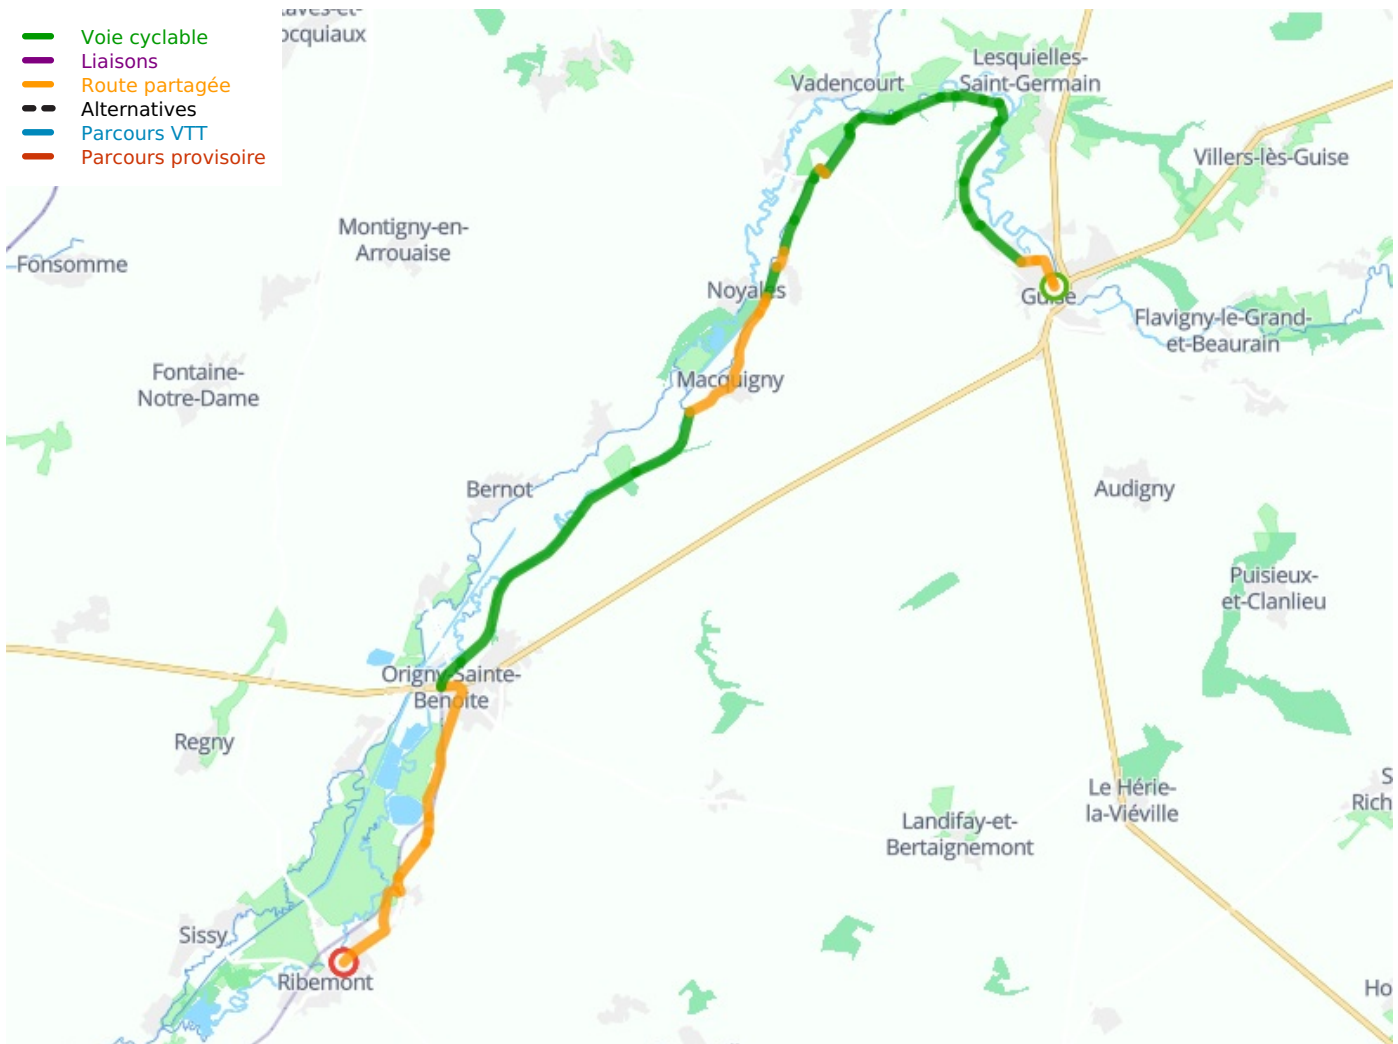 Voie cyclable
Liaisons
Route partagée
Alternatives
Parcours VTT
Parcours provisoire
Lesquielles-
Saint-Germain
Vadencourt
Villers-lès-Guise
Montigny-en-
Arrouaise
Fonsomme
Noyales
Guise
Flavigny-le-Grand-
et-Beaurain
Fontaine-
Notre-Dame
Macquigny
Bernot
Audigny
Puisieux-
et-Clanlieu
Origny-Sainte-
Benoite
Regny
Le Hérie-
la-Viéville
Landifay-et-
Bertaignemont
Sissy
Ribemont